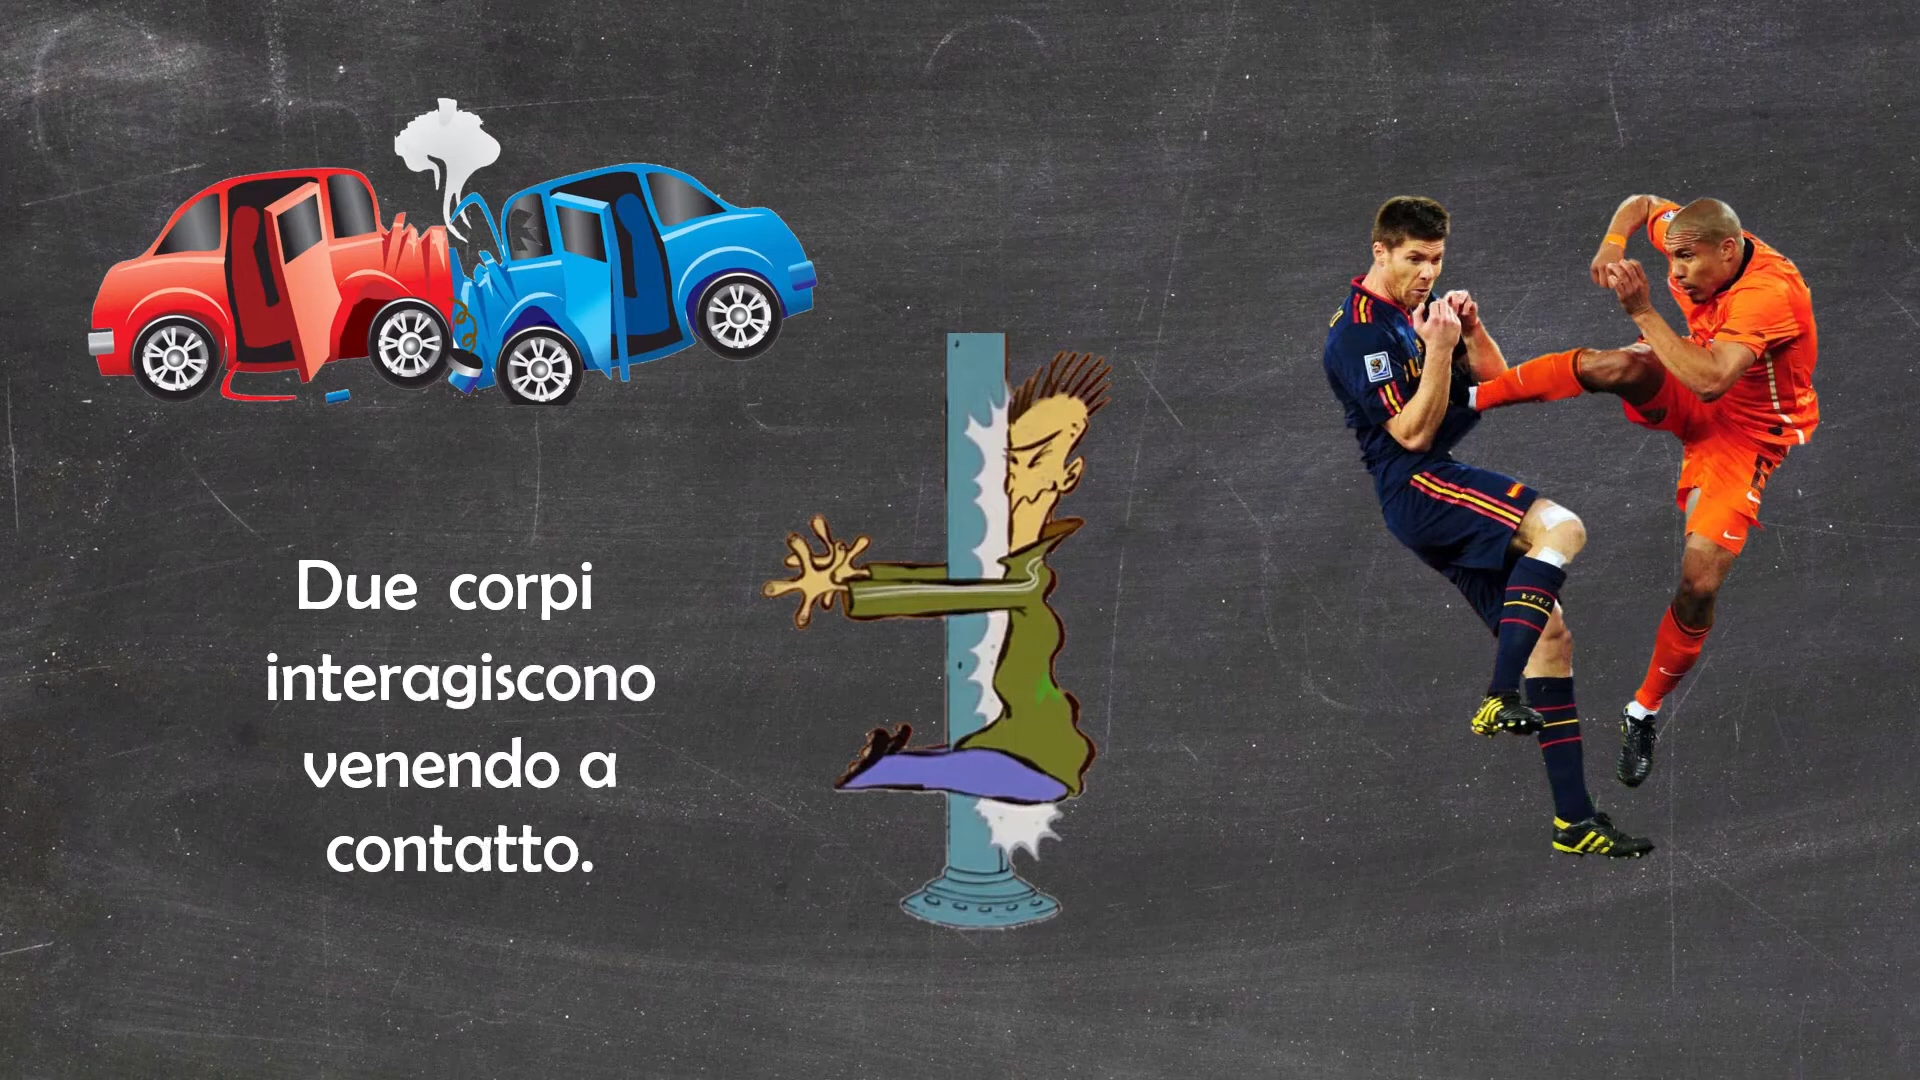 Due corpi
interagiscono
venendo a
contatto.